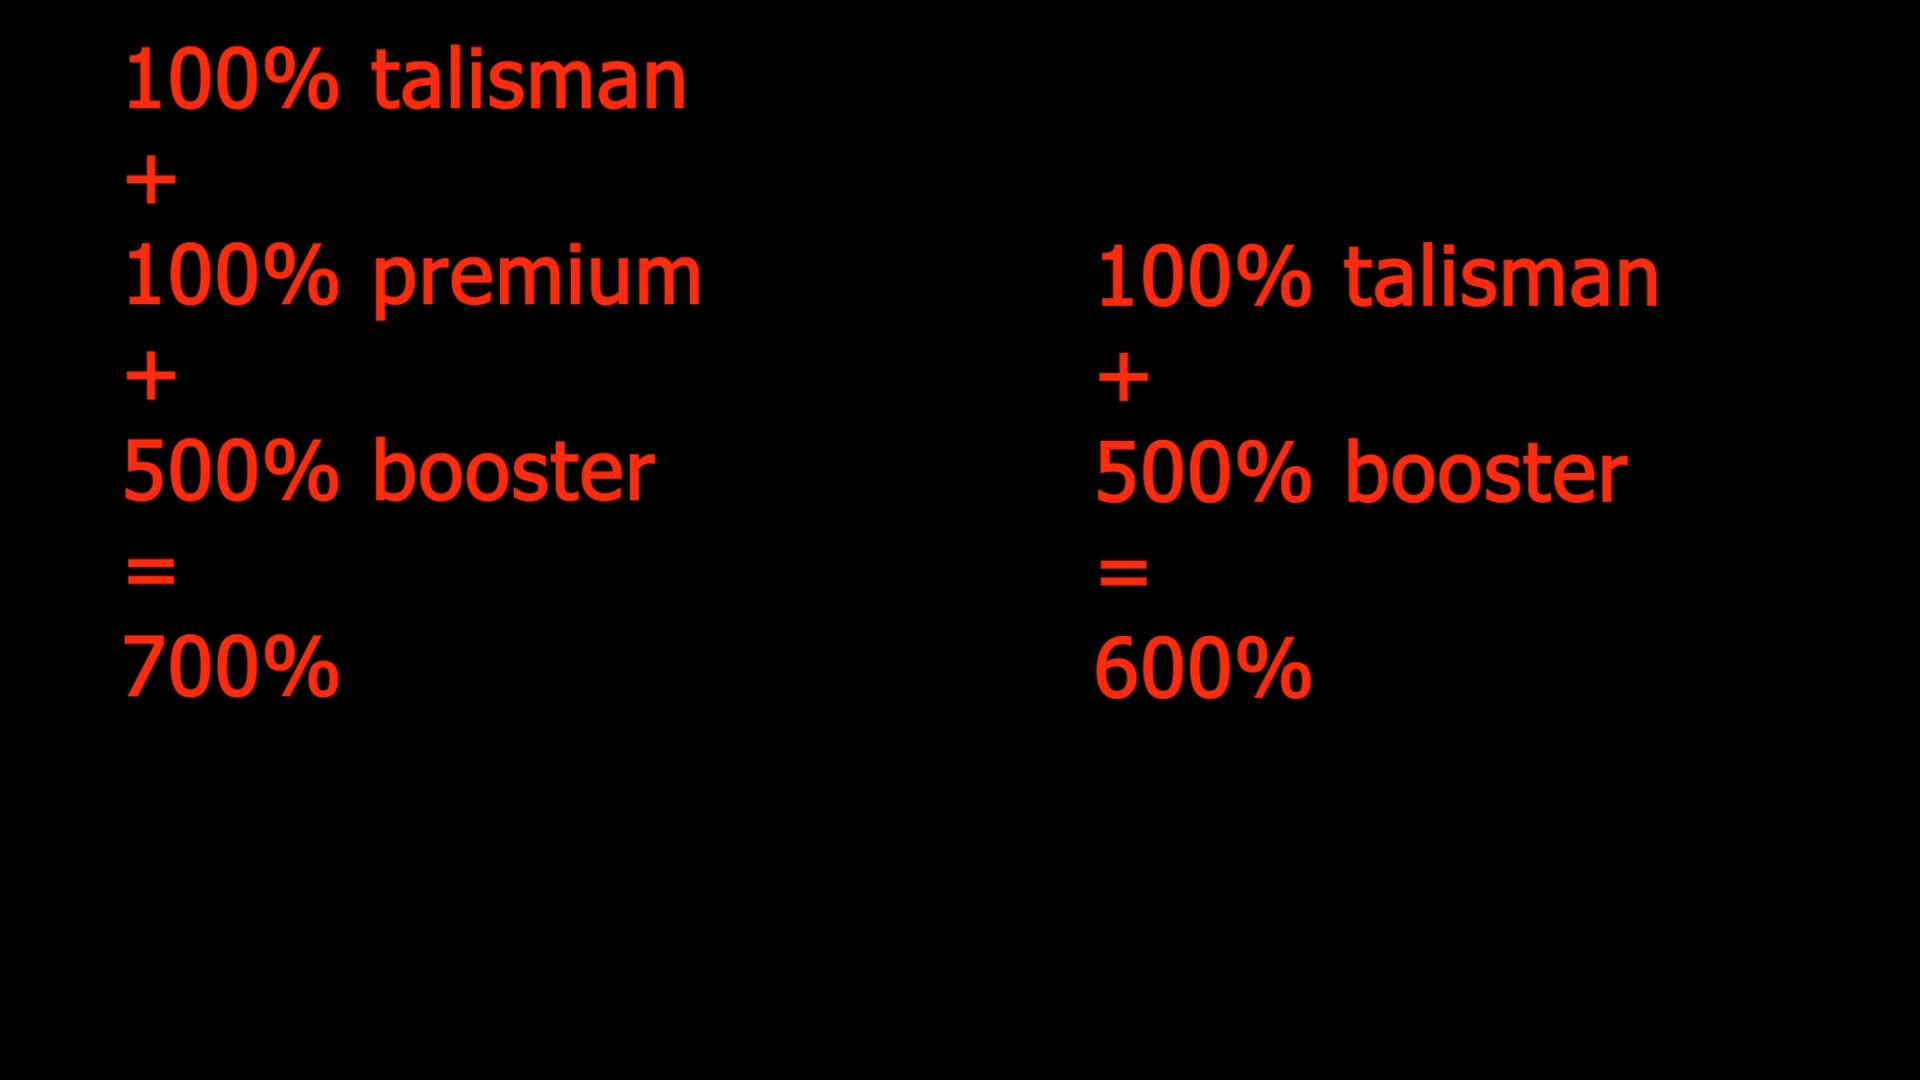 100% talisman
+
100% premium
+
500% booster
=
700%
100% talisman
+
500% booster
=
600%